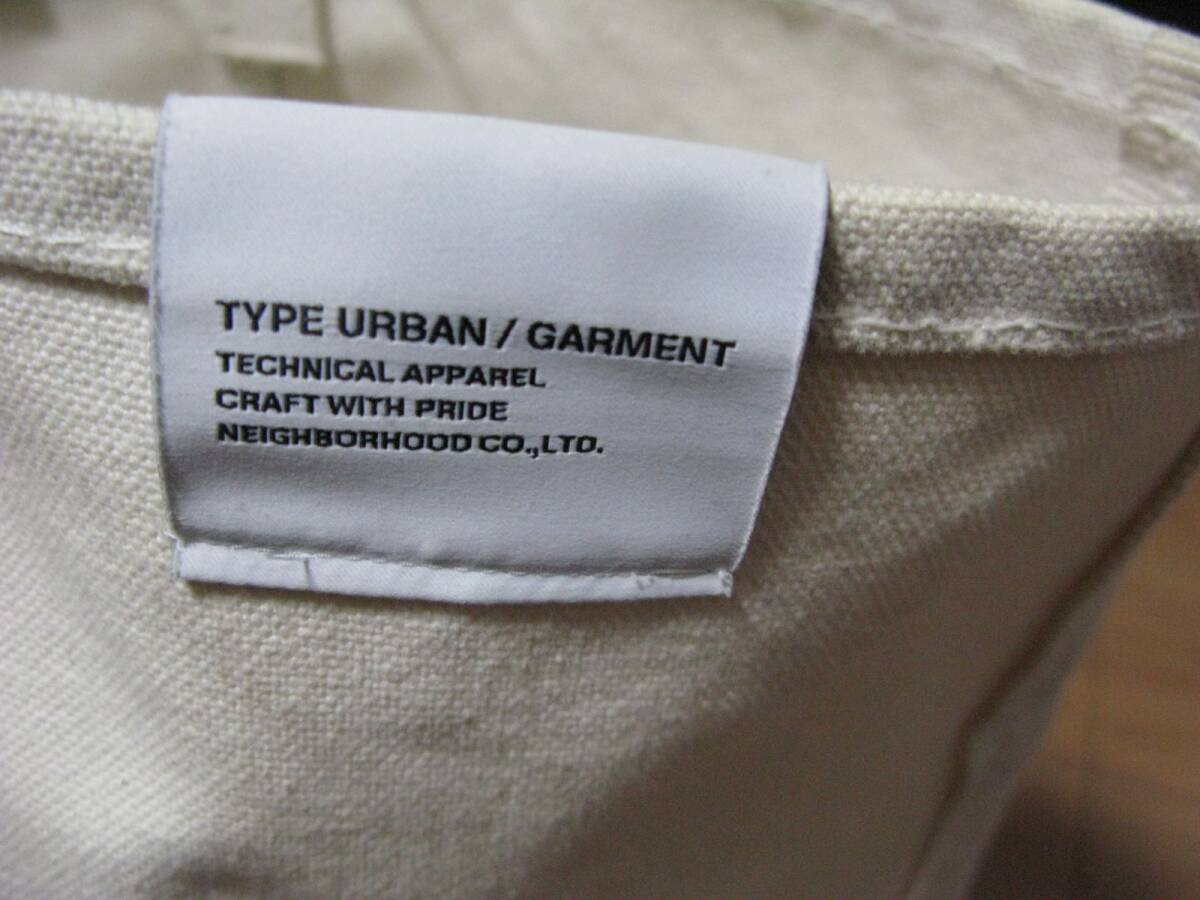 TYPE URBAN / GARMENT
TECHNICAL APPAREL
CRAFT WITH PRIDE
NEIGHBORHOOD CO.,LTD.